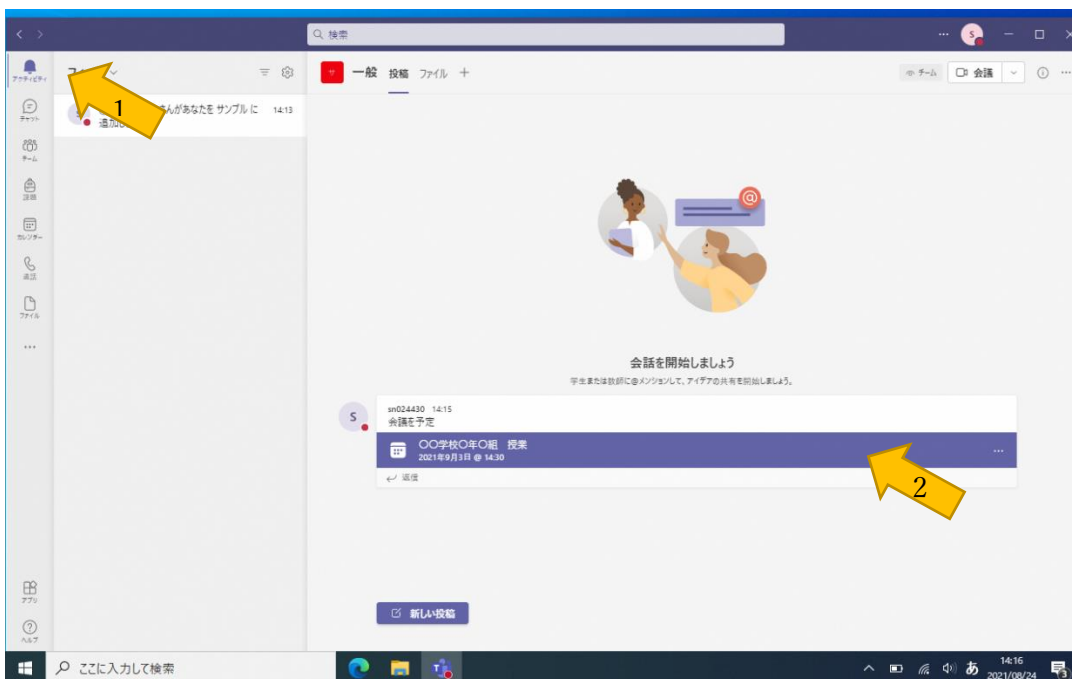 検索
S
アクティビティ
チャット
チーム
課題
カレンダー
通話
ファイル
アプリ
ヘルプ
1
さんがあなたを サンプル に 14:13
一般 投稿 ファイル +
チーム
会議
@
会話を開始しましょう
学生または教師に@メンションして、アイデアの共有を開始しましょう。
S
sn024430 14:15
会議を予定
〇〇学校〇年〇組 授業
2021年9月3日 @ 14:30
返信
2
新しい投稿
ここに入力して検索
あ
14:16
2021/08/24
3